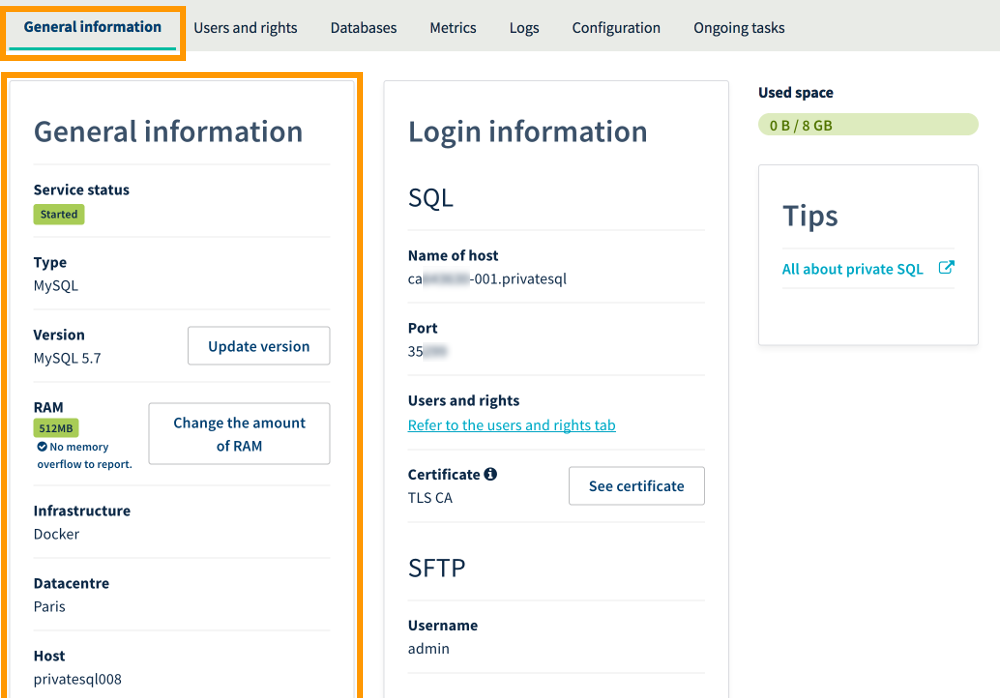 General information
Users and rights
Databases
Metrics
Logs
Configuration
Ongoing tasks
General information
Service status
Started
Type
MySQL
Version
MySQL 5.7
Update version
RAM
512MB
No memory
overflow to report.
Change the amount
of RAM
Infrastructure
Docker
Datacentre
Paris
Host
privatesql008
Login information
SQL
Name of host
ca -001.privatesql
Port
35
Users and rights
Refer to the users and rights tab
Certificate
TLS CA
See certificate
SFTP
Username
admin
Used space
0 B / 8 GB
Tips
All about private SQL